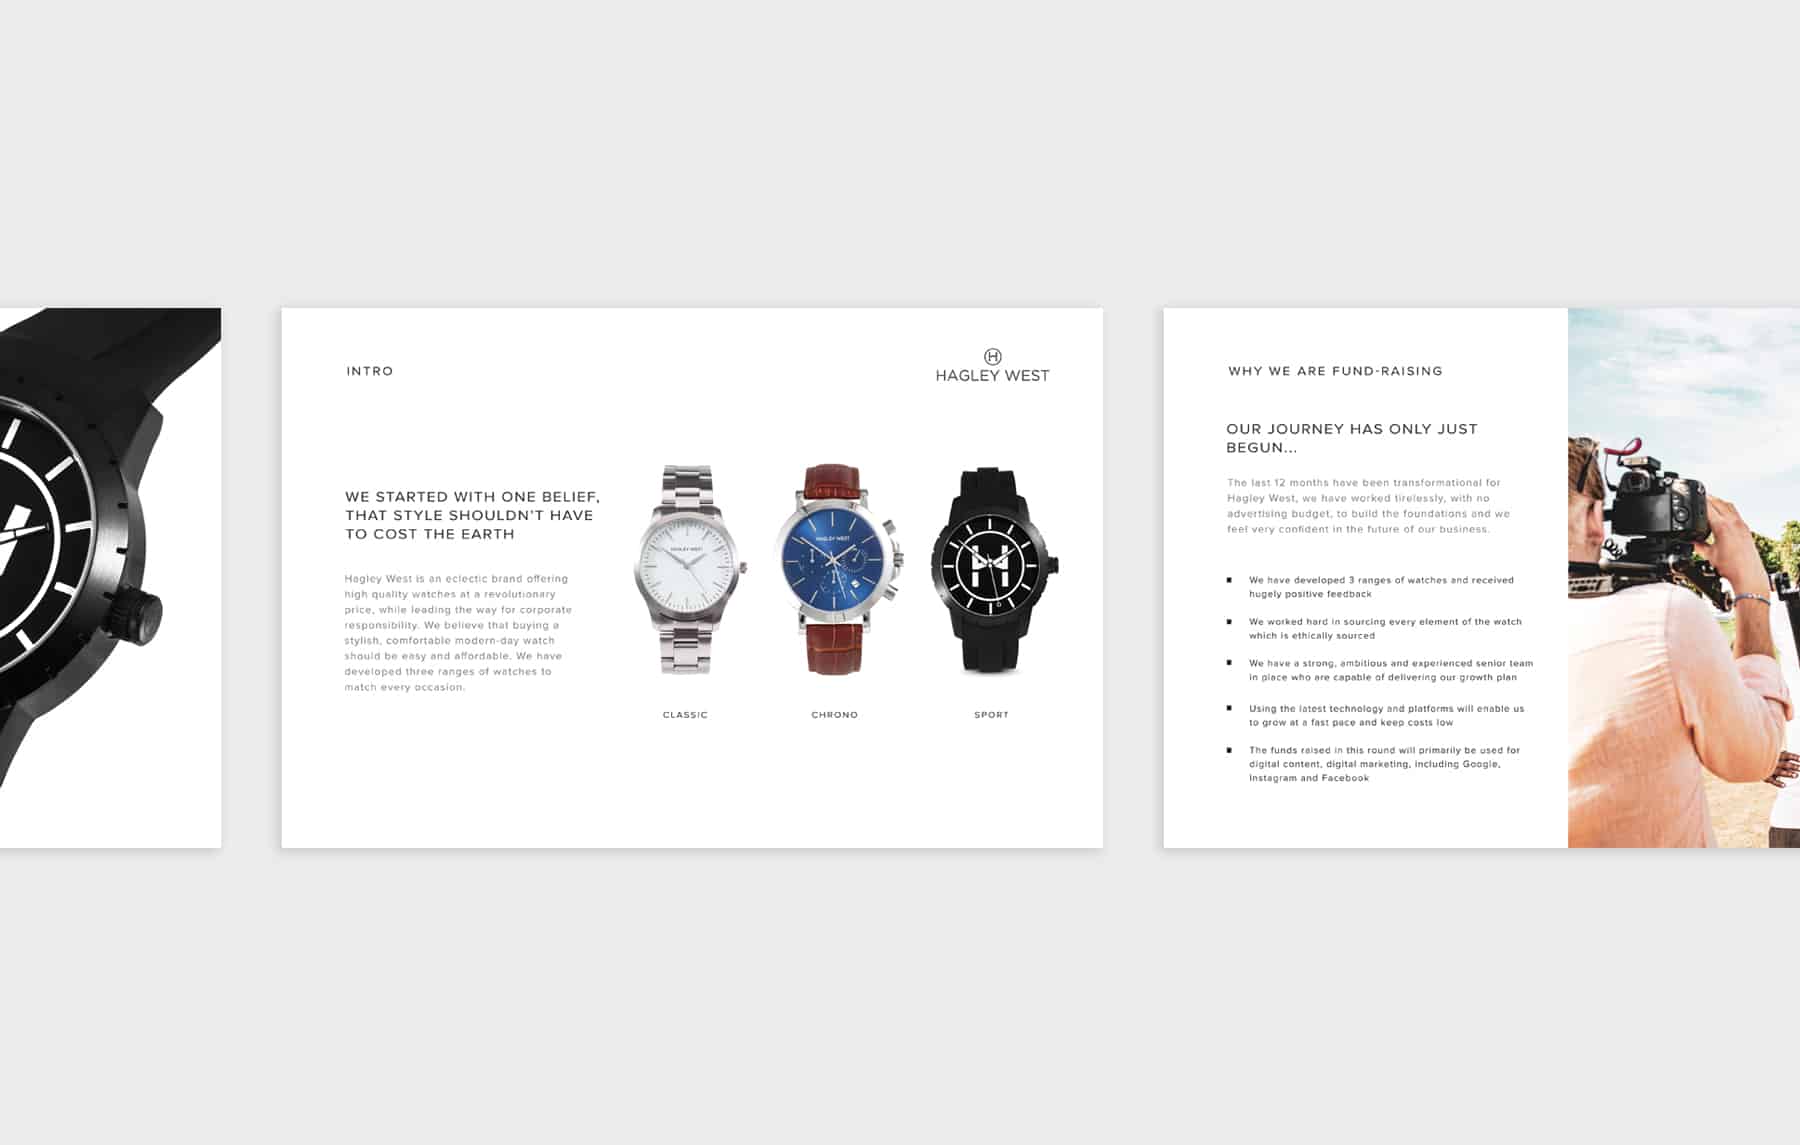 INTRO
HAGLEY WEST
WE STARTED WITH ONE BELIEF,
THAT STYLE SHOULDN'T HAVE
TO COST THE EARTH
Hagley West is an eclectic brand offering
high quality watches at a revolutionary
price, while leading the way for corporate
responsibility. We believe that buying a
stylish, comfortable modern-day watch
should be easy and affordable. We have
developed three ranges of watches to
match every occasion.
HAGLEY WEST
HAGLEY WEST
CLASSIC
CHRONO
SPORT
WHY WE ARE FUND-RAISING
OUR JOURNEY HAS ONLY JUST
BEGUN...
The last 12 months have been transformational for
Hagley West, we have worked tirelessly, with no
advertising budget, to build the foundations and we
feel very confident in the future of our business.
We have developed 3 ranges of watches and received
hugely positive feedback
We worked hard in sourcing every element of the watch
which is ethically sourced
We have a strong, ambitious and experienced senior team
in place who are capable of delivering our growth plan
Using the latest technology and platforms will enable us
to grow at a fast pace and keep costs low
The funds raised in this round will primarily be used for
digital content, digital marketing, including Google,
Instagram and Facebook